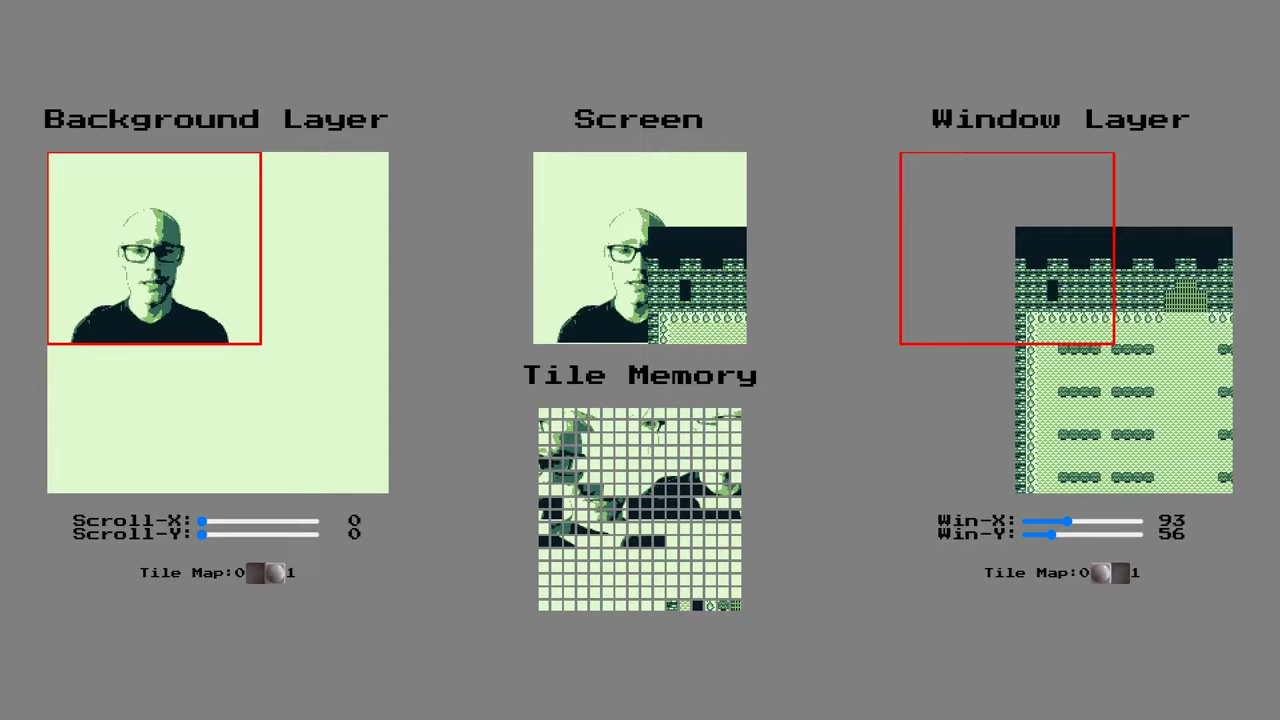 Background Layer
Scroll-X: 0
Scroll-Y: 0
Tile Map:0 1
Screen
Tile Memory
Window Layer
Win-X: 93
Win-Y: 56
Tile Map:0 1